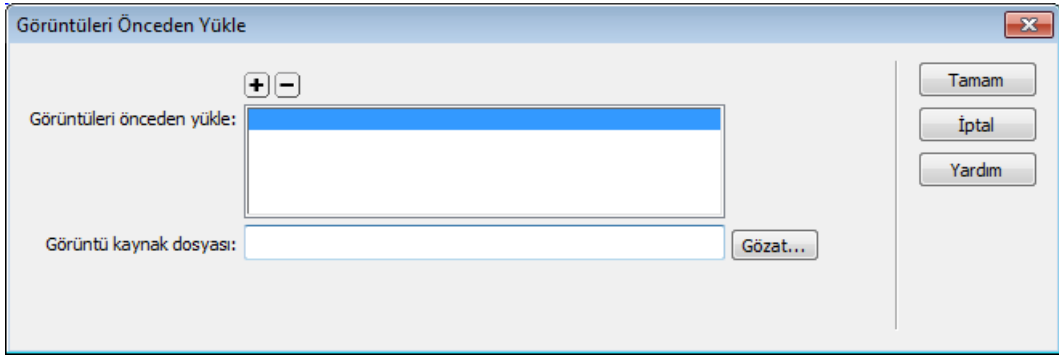 Görüntüleri Önceden Yükle
Görüntüleri önceden yükle:
Görüntü kaynak dosyası:
Gözat...
Tamam
İptal
Yardım